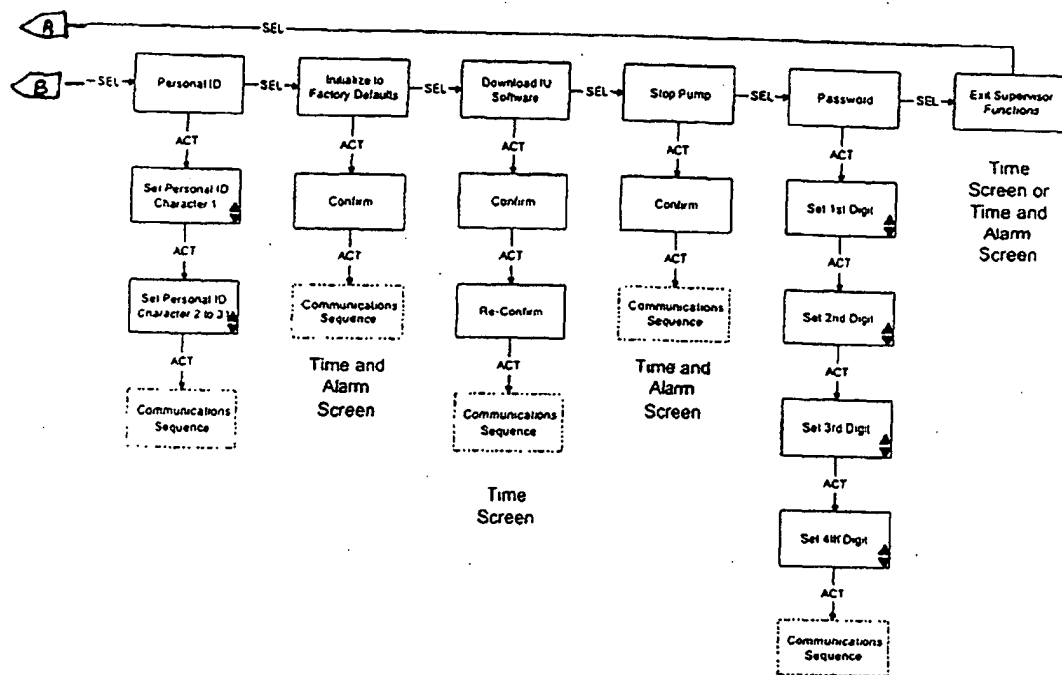 A
SEL
B
SEL
Personal ID
SEL
Initialize to
Factory Defaults
SEL
Download IU
Software
SEL
Stop Pump
SEL
Password
SEL
Exit Supervisor
Functions
ACT
ACT
ACT
ACT
ACT
Set Personal ID
Character 1
Confirm
Confirm
Confirm
Set 1st Digit
Time
Screen or
Time and
Alarm
Screen
ACT
ACT
ACT
ACT
ACT
Set Personal ID
Character 2 to 31
Communications
Sequence
Re-Confirm
Communications
Sequence
Set 2nd Digit
Time and
Alarm
Screen
Time and
Alarm
Screen
ACT
ACT
ACT
Communications
Sequence
Communications
Sequence
Set 3rd Digit
Time
Screen
ACT
Set 4th Digit
ACT
Communications
Sequence